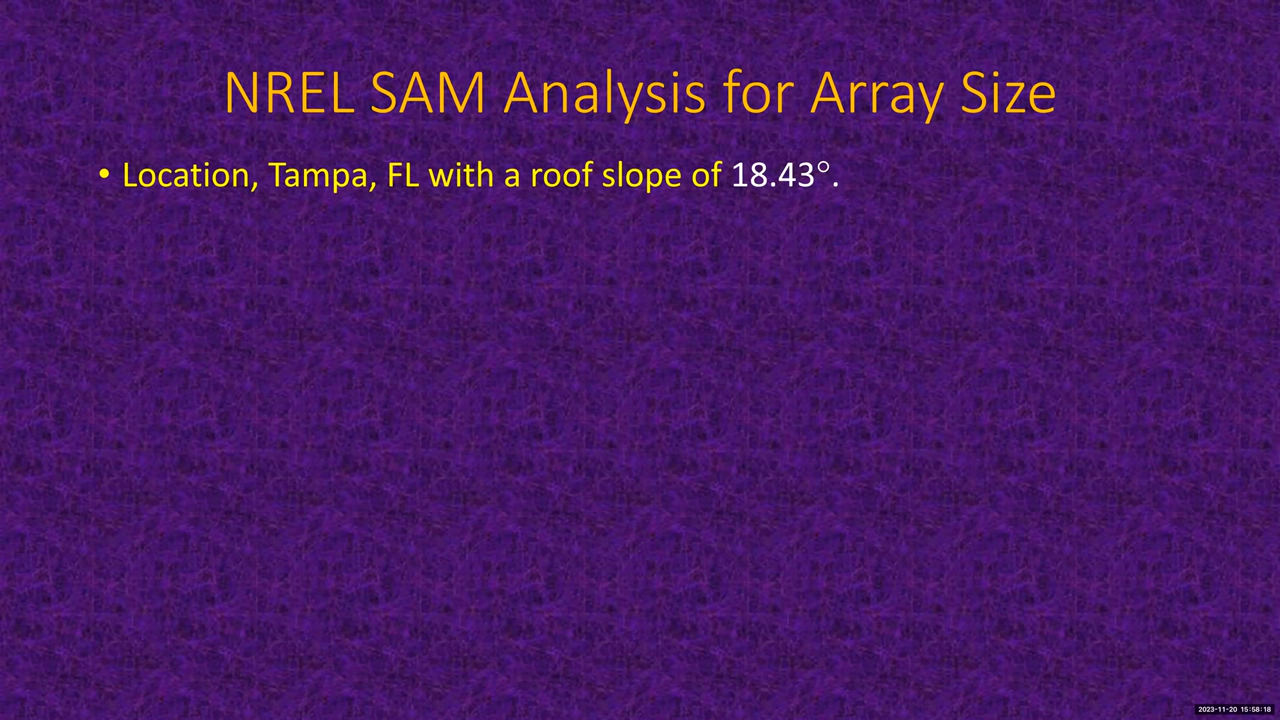 NREL SAM Analysis for Array Size
• Location, Tampa, FL with a roof slope of 18.43°.
2023-11-20 15:58:18